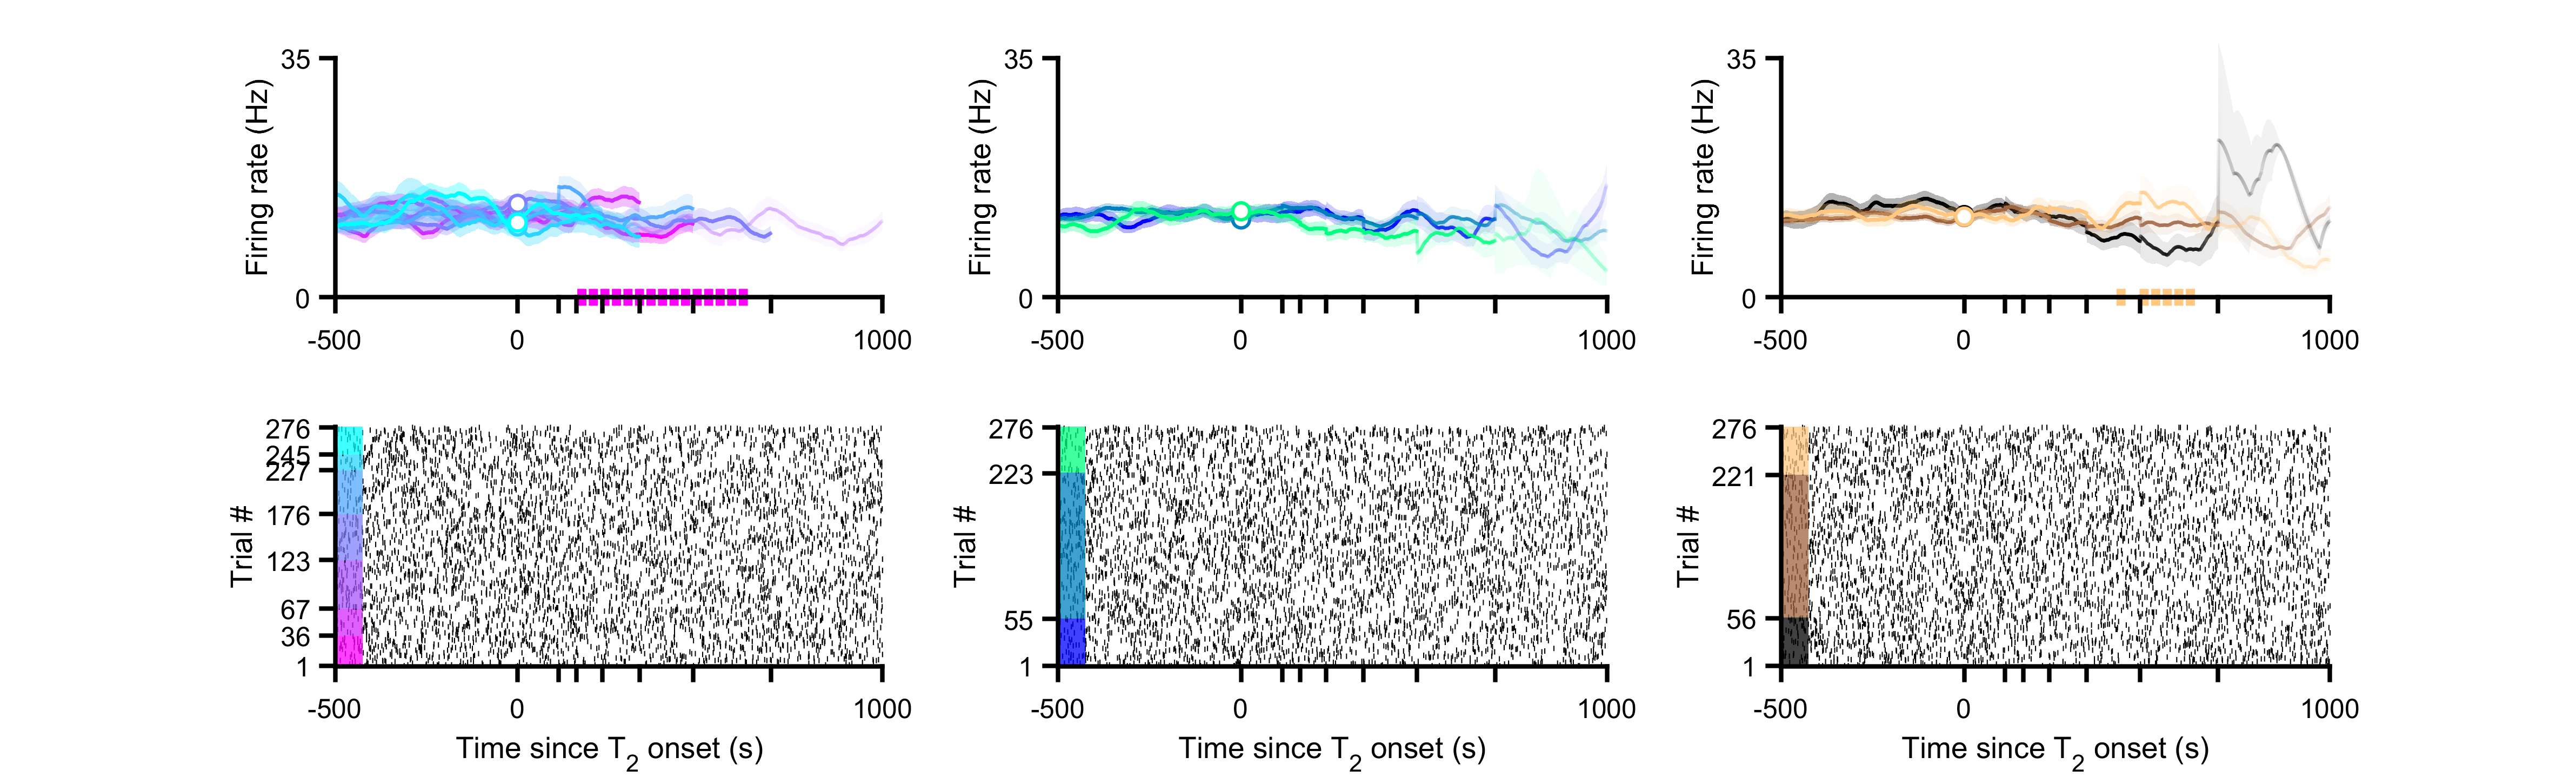 35
Firing rate (Hz)
0
-500 0 1000
35
Firing rate (Hz)
0
-500 0 1000
35
Firing rate (Hz)
0
-500 0 1000
276
245
227
176
123
67
36
1
Trial #
-500 0 1000
Time since T2 onset (s)
276
223
55
1
Trial #
-500 0 1000
Time since T2 onset (s)
276
221
56
1
Trial #
-500 0 1000
Time since T2 onset (s)